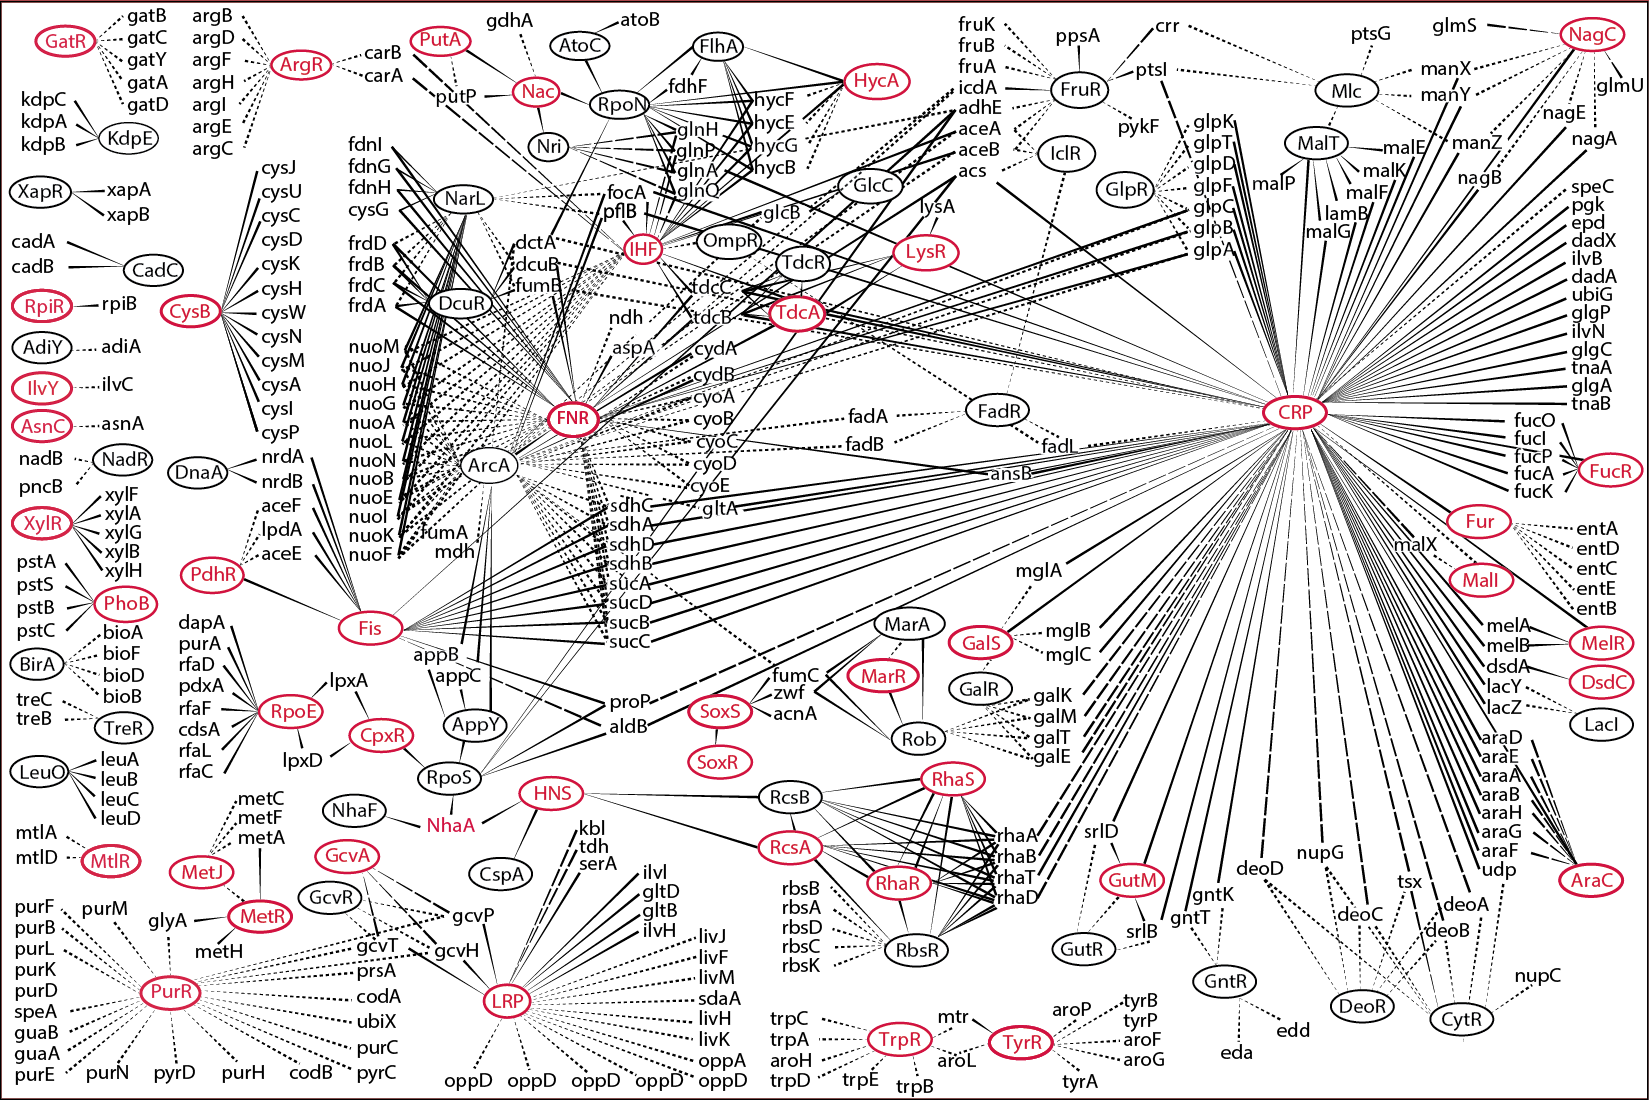 GatR
gatB
gatC
gatY
gatA
gatD
kdpC
kdpA
kdpB
KdpE
argB
argD
argF
argH
argI
argE
argC
ArgR
carB
carA
PutA
putP
gdhA
Nac
Nri
AtoC
atoB
RpoN
FlhA
fdhF
HycA
hycF
hycE
hycG
hycB
glnH
glnP
glnA
glnQ
fruK
fruB
fruA
icdA
adhE
aceA
aceB
acs
ppsA
FruR
crr
ptsI
pykF
IclR
GlpR
glpK
glpT
glpD
glpF
glpC
glpB
glpA
ptsG
Mlc
MalT
malP
malE
malK
malF
lamB
malG
manX
manY
manZ
glmS
NagC
glmU
nagE
nagA
nagB
XapR
xapA
xapB
cadA
cadB
CadC
RpiR
rpiB
AdiY
adiA
IlvY
ilvC
AsnC
asnA
nadB
pncB
NadR
XylR
xylF
xylA
xylG
xylB
xylH
pstA
pstS
pstB
pstC
PhoB
BirA
bioA
bioF
bioD
bioB
treC
treB
TreR
LeuO
leuA
leuB
leuC
leuD
mtlA
mtlD
MtlR
CysB
cysJ
cysU
cysC
cysD
cysK
cysH
cysW
cysN
cysM
cysA
cysI
cysP
DnaA
nrdA
nrdB
aceF
lpdA
aceE
PdhR
Fis
fdnI
fdnG
fdnH
cysG
frdD
frdB
frdC
frdA
nuoM
nuoJ
nuoH
nuoG
nuoA
nuoL
nuoN
nuoB
nuoE
nuoI
nuoK
nuoF
NarL
DcuR
dctA
dcuB
fumB
focA
pflB
IHF
OmpR
glcB
GlcC
TdcR
TdcA
tdcC
tdcB
lysA
LysR
ndh
aspA
FNR
ArcA
cydA
cydB
cyoA
cyoB
cyoC
cyoD
cyoE
gltA
sdhC
sdhA
sdhD
sdhB
sucA
sucD
sucB
sucC
fumA
mdh
fadA
fadB
FadR
fadL
ansB
CRP
speC
pgk
epd
dadX
ilvB
dadA
ubiG
glgP
ilvN
glgC
tnaA
glgA
tnaB
fucO
fucI
fucP
fucA
fucK
FucR
Fur
entA
entD
entC
entE
entB
malX
MalI
melA
melB
MelR
dsdA
DsdC
lacY
lacZ
LacI
araD
araE
araA
araB
araH
araG
araF
AraC
udp
dapA
purA
rfaD
pdxA
rfaF
cdsA
rfaL
rfaC
RpoE
lpxA
lpxD
CpxR
appB
appC
AppY
RpoS
NhaF
NhaA
HNS
CspA
proP
aldB
SoxS
SoxR
fumC
zwf
acnA
MarA
MarR
Rob
mglA
GalS
mglB
mglC
GalR
galK
galM
galT
galE
RcsB
RcsA
RhaS
RhaR
rhaA
rhaB
rhaT
rhaD
rbsB
rbsA
rbsD
rbsC
rbsK
RbsR
srlD
GutM
srlB
GutR
gntK
gntT
GntR
eda
edd
deoD
nupG
tsx
deoC
deoA
deoB
DeoR
CytR
nupC
metC
metF
metA
MetJ
MetR
glyA
metH
purF
purB
purL
purK
purD
speA
guaB
guaA
purE
purM
PurR
purN
pyrD
purH
codB
pyrC
purC
ubiX
codA
prsA
GcvA
GcvR
gcvP
gcvT
gcvH
LRP
kbl
tdh
serA
ilvI
gltD
gltB
ilvH
livJ
livF
livM
sdaA
livH
livK
oppA
oppD
oppD
oppD
oppD
oppD
trpC
trpA
aroH
trpD
trpE
trpB
TrpR
mtr
aroL
TyrR
aroP
tyrB
tyrP
aroF
aroG
tyrA